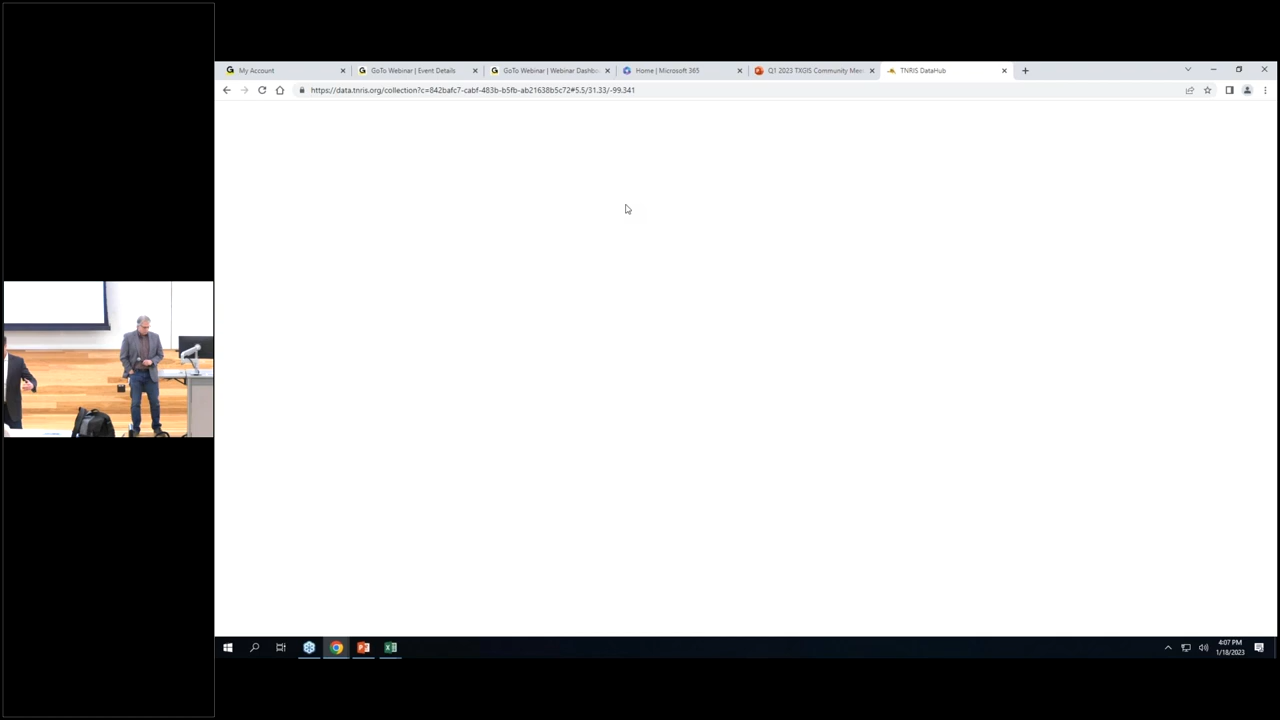 My Account
GoTo Webinar | Event Details
GoTo Webinar | Webinar Dashbo
Home | Microsoft 365
Q1 2023 TXGIS Community Mee
TNRIS DataHub
https://data.tnris.org/collection?c=842bafc7-cabf-483b-b5fb-ab21638b5c72#5.5/31.33/-99.341
4:07 PM
1/18/2023